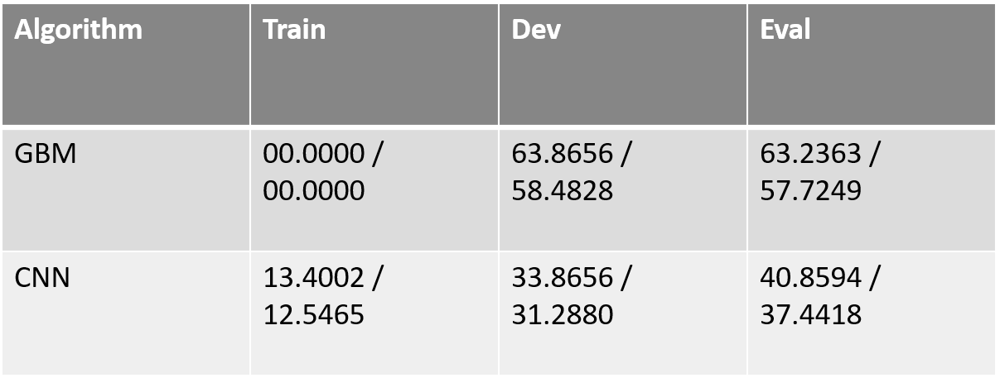 Algorithm Train Dev Eval
GBM 00.0000 / 63.8656 / 63.2363 /
00.0000 58.4828 57.7249
CNN 13.4002 / 33.8656 / 40.8594 /
12.5465 31.2880 37.4418